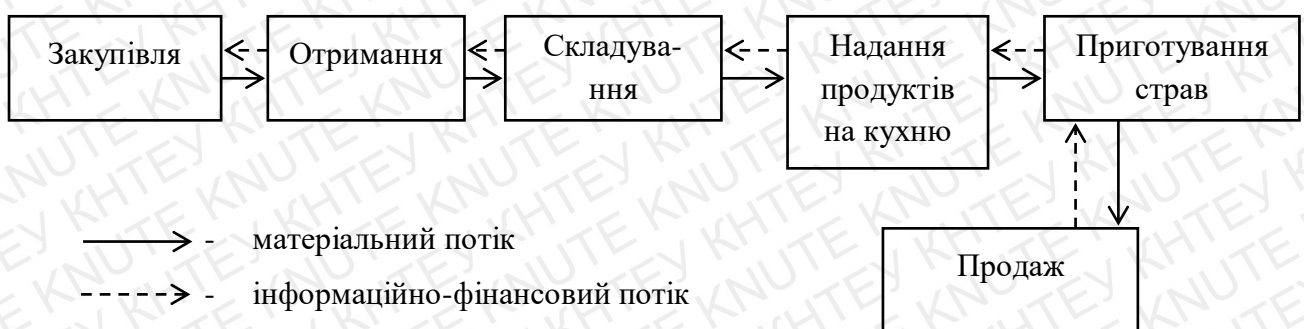 Закупівля
Отримання
Складува-
ння
Надання
продуктів
на кухню
Приготування
страв
- матеріальний потік
- інформаційно-фінансовий потік
Продаж